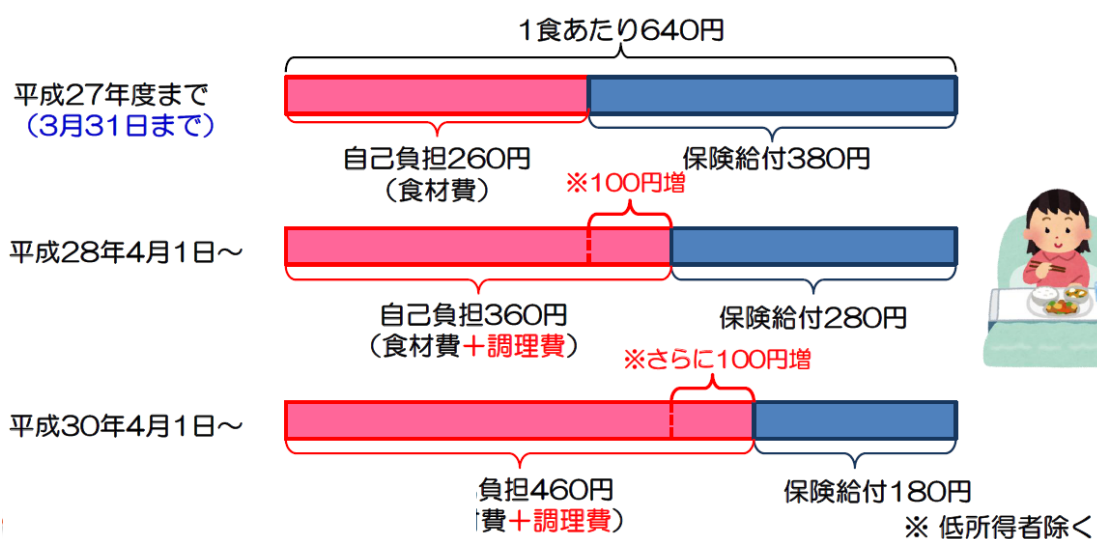 1食あたり640円
平成27年度まで
（3月31日まで）
自己負担260円
（食材費）
保険給付380円
※100円増
平成28年4月1日～
自己負担360円
（食材費＋調理費）
保険給付280円
※さらに100円増
平成30年4月1日～
負担460円
費＋調理費）
保険給付180円
※ 低所得者除く